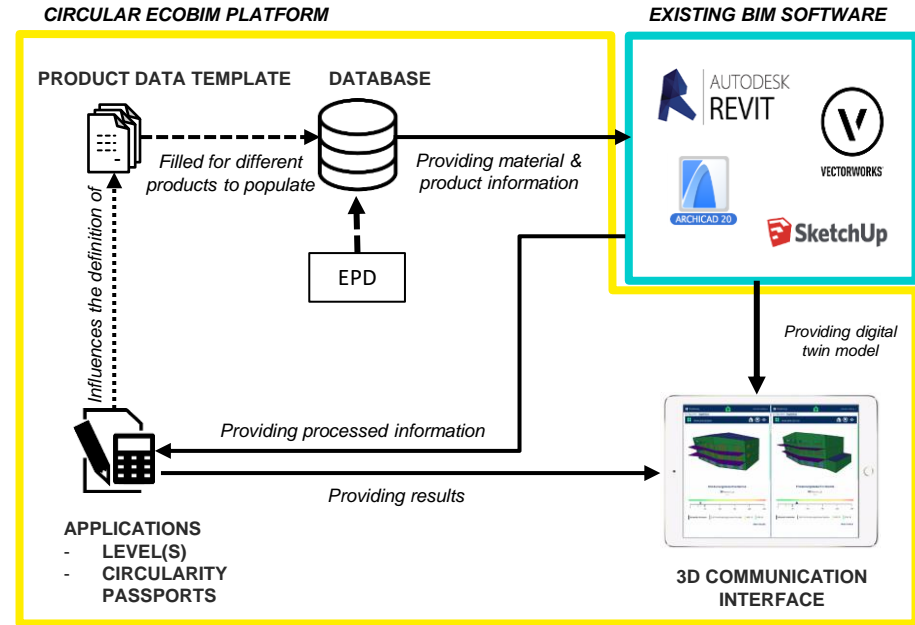 CIRCULAR ECOBIM PLATFORM
EXISTING BIM SOFTWARE
PRODUCT DATA TEMPLATE
DATABASE
Filled for different
products to populate
Providing material &
product information
AUTODESK
REVIT
VECTORWORKS
ARCHICAD 20
SketchUp
EPD
Influences the definition of
Providing digital
twin model
Providing processed information
Providing results
APPLICATIONS
- LEVEL(S)
- CIRCULARITY
PASSPORTS
3D COMMUNICATION
INTERFACE